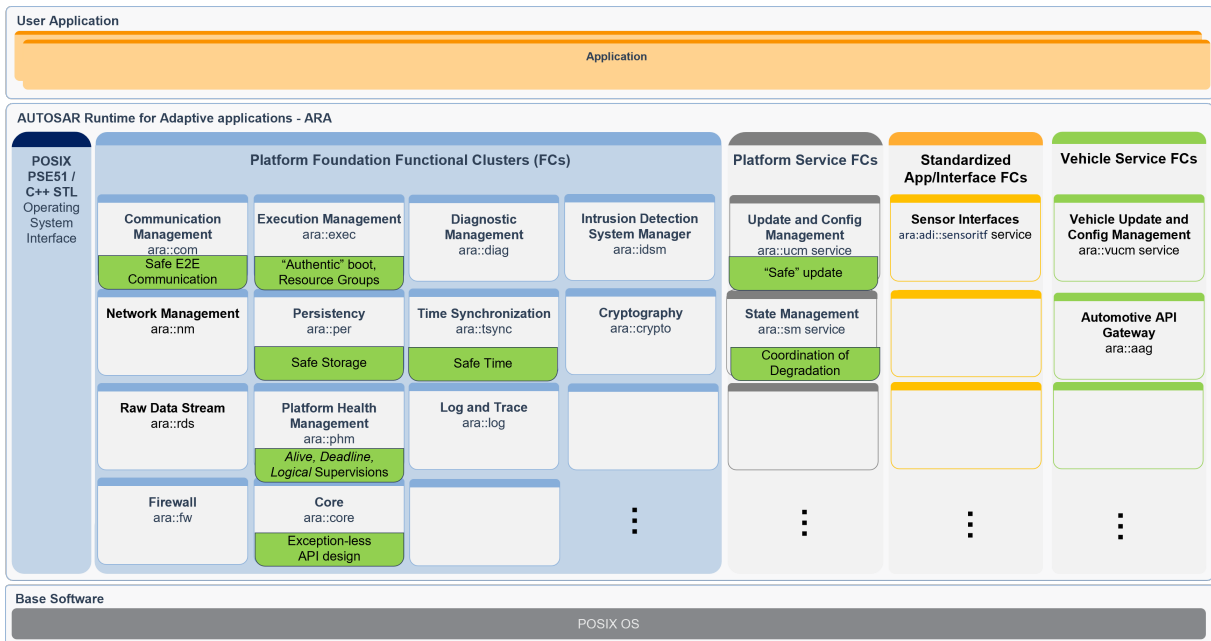 User Application
Application
AUTOSAR Runtime for Adaptive applications - ARA
POSIX
PSE51 /
C++ STL
Operating
System
Interface
Platform Foundation Functional Clusters (FCs)
Communication
Management
ara::com
Safe E2E
Communication
Execution Management
ara::exec
“Authentic” boot,
Resource Groups
Diagnostic
Management
ara::diag
Intrusion Detection
System Manager
ara::idsm
Network Management
ara::nm
Persistency
ara::per
Safe Storage
Time Synchronization
ara::tsync
Safe Time
Cryptography
ara::crypto
Raw Data Stream
ara::rds
Platform Health
Management
ara::phm
Alive, Deadline,
Logical Supervisions
Log and Trace
ara::log
Firewall
ara::fw
Core
ara::core
Exception-less
API design
Platform Service FCs
Update and Config
Management
ara::ucm service
“Safe” update
State Management
ara::sm service
Coordination of
Degradation
Standardized
App/Interface FCs
Sensor Interfaces
ara:adi::sensoritf service
Vehicle Service FCs
Vehicle Update and
Config Management
ara::vucm service
Automotive API
Gateway
ara::aag
Base Software
POSIX OS